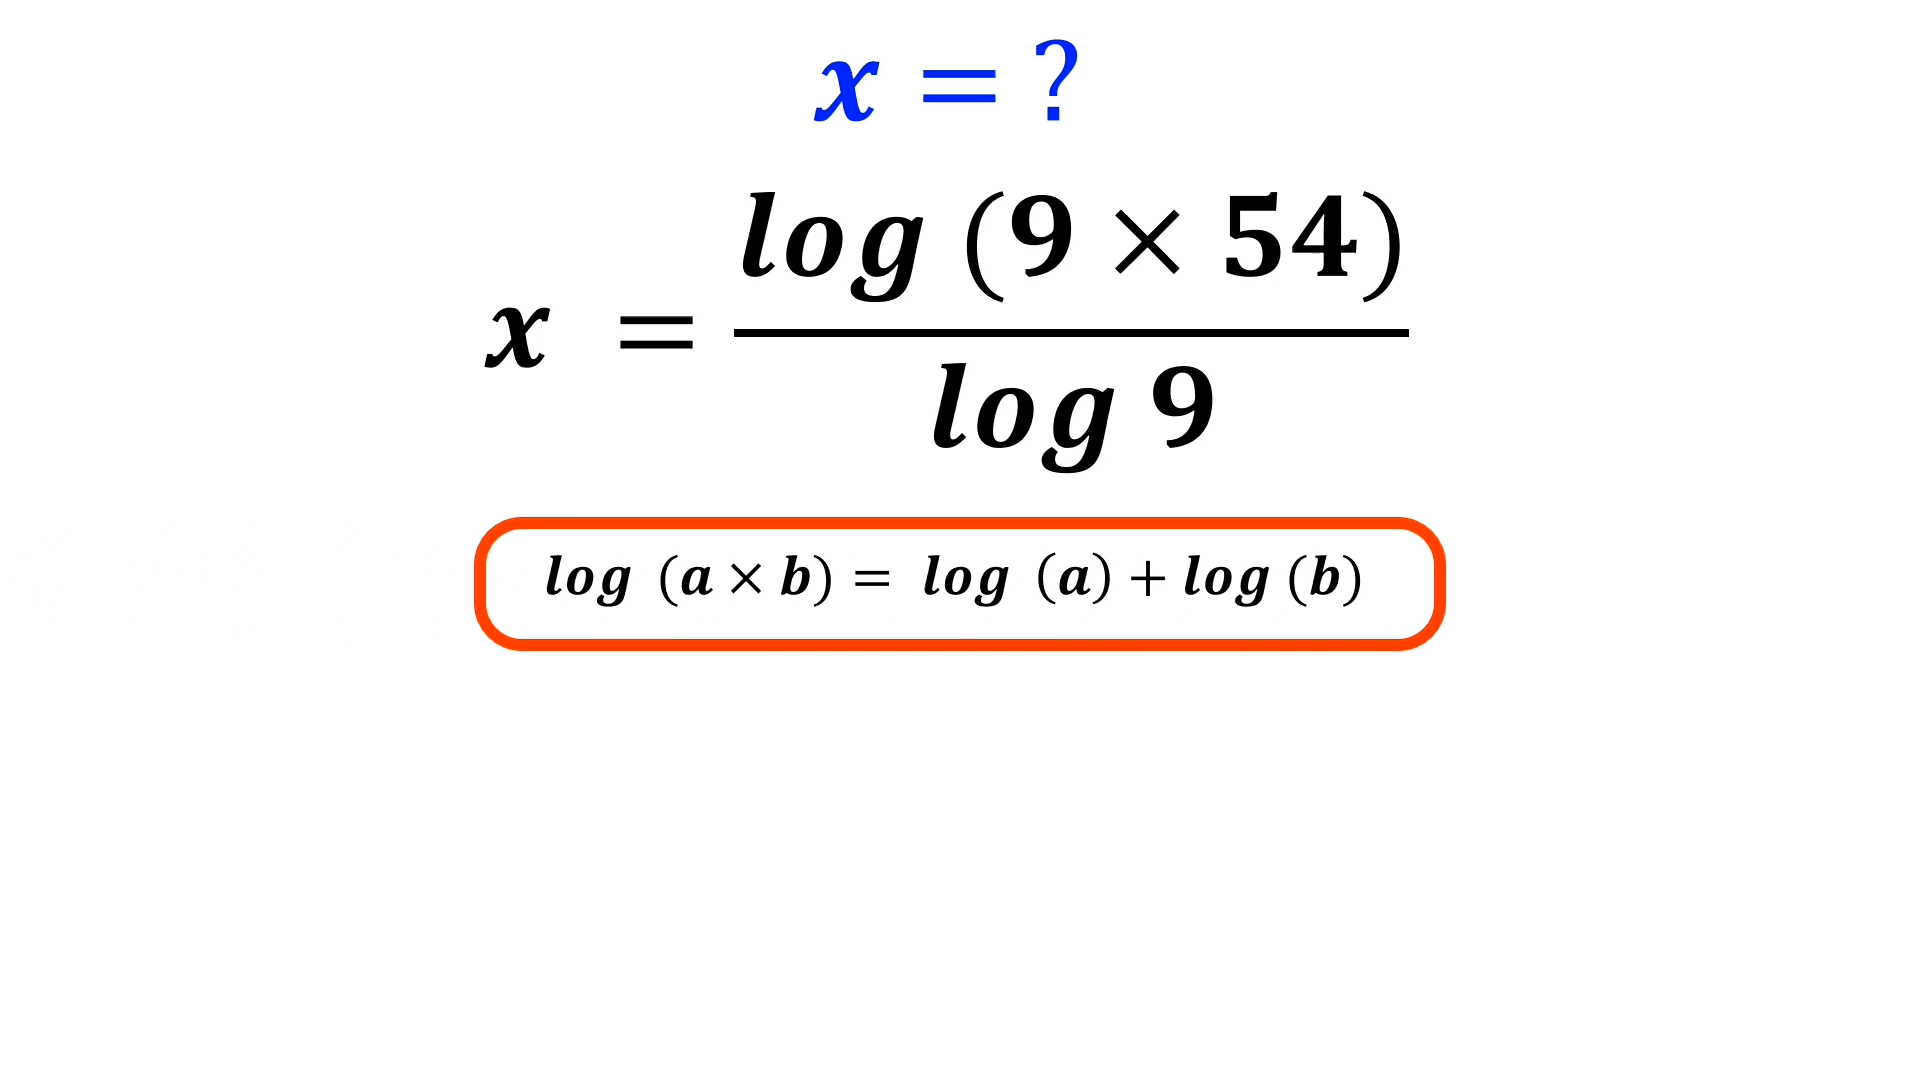 x = ?
x = log (9 × 54) / log 9
log (a × b) = log (a) + log (b)